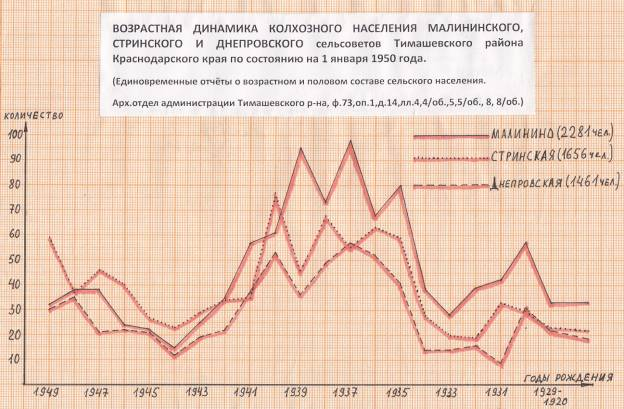 ВОЗРАСТНАЯ ДИНАМИКА КОЛХОЗНОГО НАСЕЛЕНИЯ МАЛИНИНСКОГО,
СТРИНСКОГО И ДНЕПРОВСКОГО сельсоветов Тимашевского района
Краснодарского края по состоянию на 1 января 1950 года.
(Единовременные отчёты о возрастном и половом составе сельского населения.
Арх.отдел администрации Тимашевского р-на, ф.73,оп.1,д.14,лл.4,4/об.,5,5/об., 8, 8/об.)
КОЛИЧЕСТВО
100
90
80
70
60
50
40
30
20
10
МАЛИНИНО (2281 ЧЕЛ.)
СТРИНСКАЯ (1656 ЧЕЛ.)
ДНЕПРОВСКАЯ (1461 ЧЕЛ)
ГОДЫ РОЖДЕНИЯ
1949 1947 1945 1943 1941 1939 1937 1935 1933 1931 1929-
1920